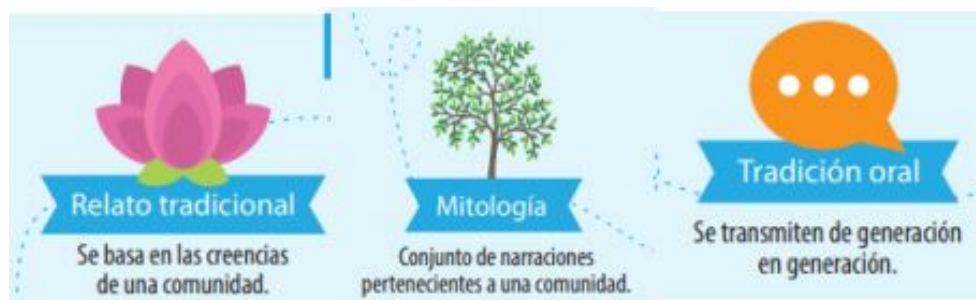 Relato tradicional
Se basa en las creencias
de una comunidad.
Mitología
Conjunto de narraciones
pertenecientes a una comunidad.
Tradición oral
Se transmiten de generación
en generación.